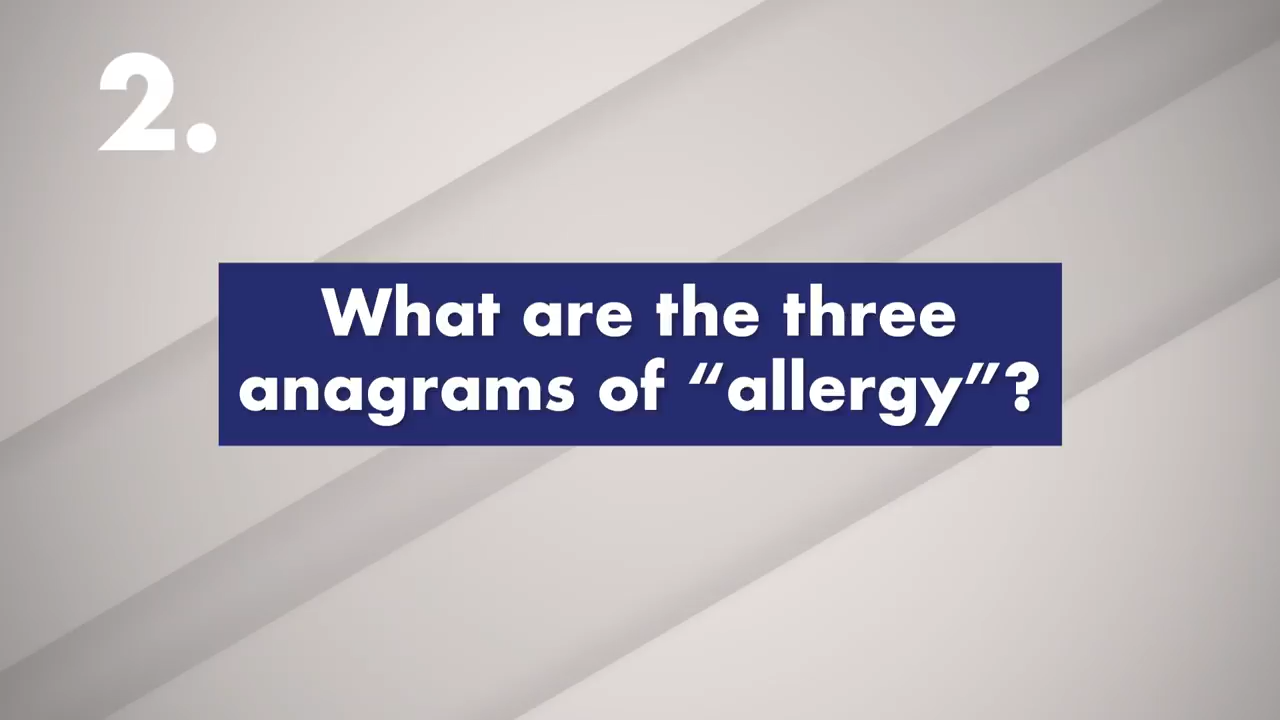 2.
What are the three
anagrams of “allergy”?